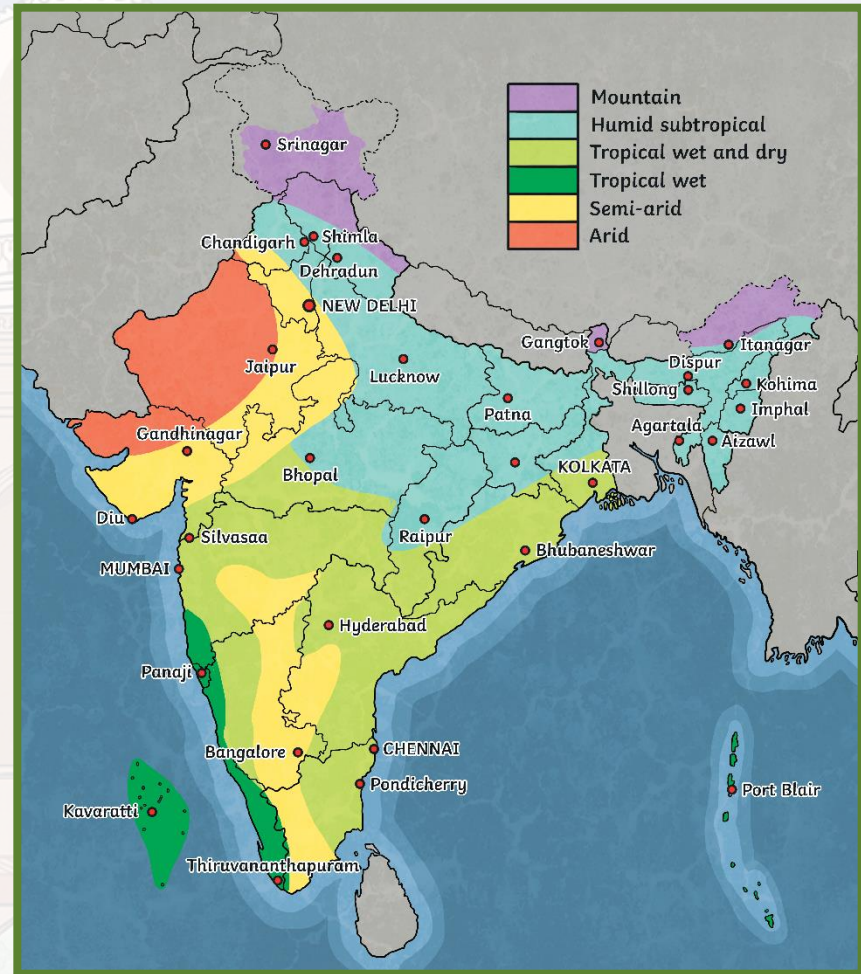 Mountain
Humid subtropical
Tropical wet and dry
Tropical wet
Semi-arid
Arid
Srinagar
Chandigarh
Shimla
Dehradun
NEW DELHI
Jaipur
Lucknow
Gangtok
Itanagar
Dispur
Shillong
Kohima
Imphal
Patna
Agartala
Aizawl
Gandhinagar
Bhopal
KOLKATA
Diu
Silvasaa
Raipur
Bhubaneshwar
MUMBAI
Hyderabad
Panaji
Bangalore
CHENNAI
Pondicherry
Kavaratti
Port Blair
Thiruvananthapuram